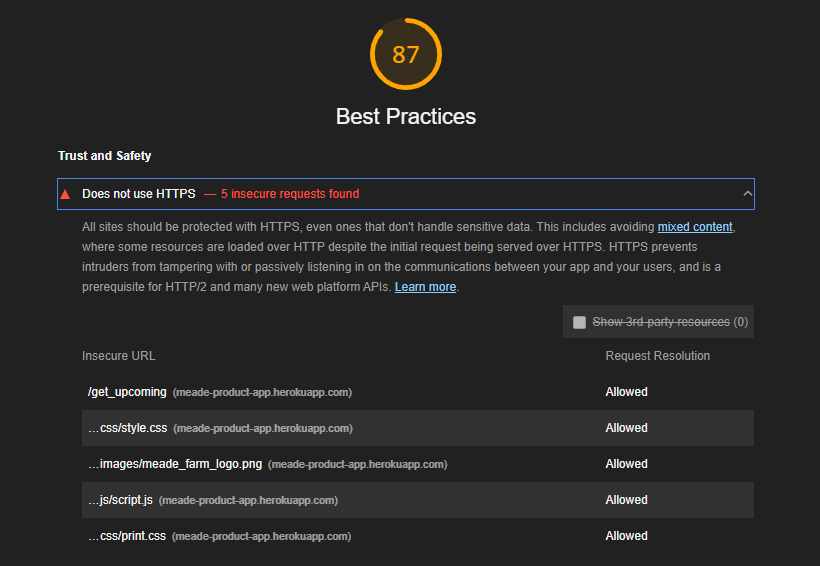 87
Best Practices
Trust and Safety
Does not use HTTPS — 5 insecure requests found
All sites should be protected with HTTPS, even ones that don't handle sensitive data. This includes avoiding mixed content,
where some resources are loaded over HTTP despite the initial request being served over HTTPS. HTTPS prevents
intruders from tampering with or passively listening in on the communications between your app and your users, and is a
prerequisite for HTTP/2 and many new web platform APIs. Learn more.
Show 3rd-party resources (0)
Insecure URL Request Resolution
/get_upcoming (meade-product-app.herokuapp.com) Allowed
…css/style.css (meade-product-app.herokuapp.com) Allowed
…images/meade_farm_logo.png (meade-product-app.herokuapp.com) Allowed
…js/script.js (meade-product-app.herokuapp.com) Allowed
…css/print.css (meade-product-app.herokuapp.com) Allowed